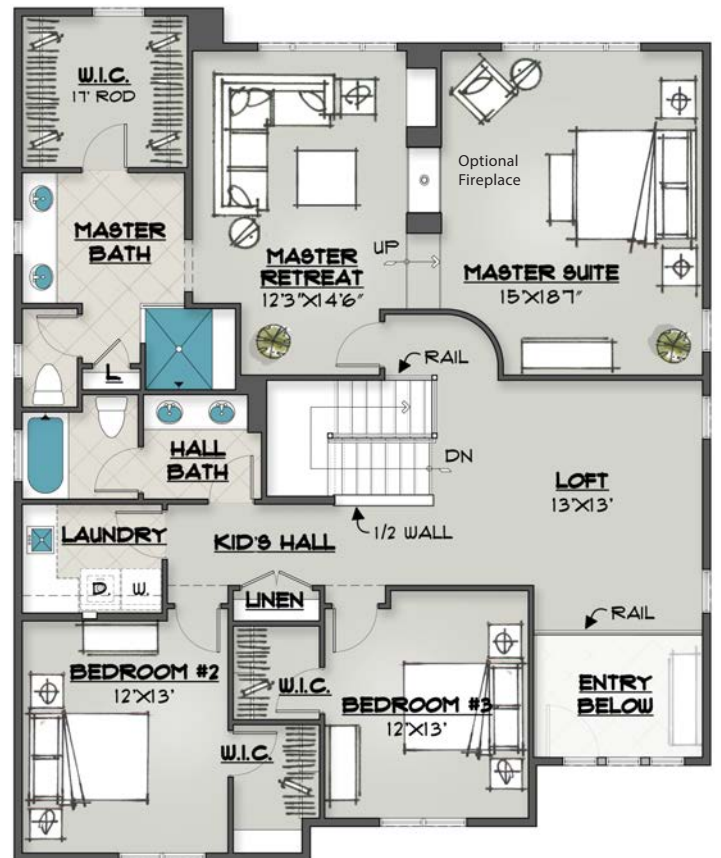 W.I.C.
17' ROD
MASTER
BATH
L
MASTER
RETREAT
12'3"X14'6"
UP
Optional
Fireplace
MASTER SUITE
15'X18'7"
RAIL
HALL
BATH
DN
LOFT
13'X13'
LAUNDRY
KID'S HALL
1/2 WALL
D.
W.
LINEN
RAIL
BEDROOM #2
12'X13'
W.I.C.
BEDROOM #3
12'X13'
ENTRY
BELOW
W.I.C.